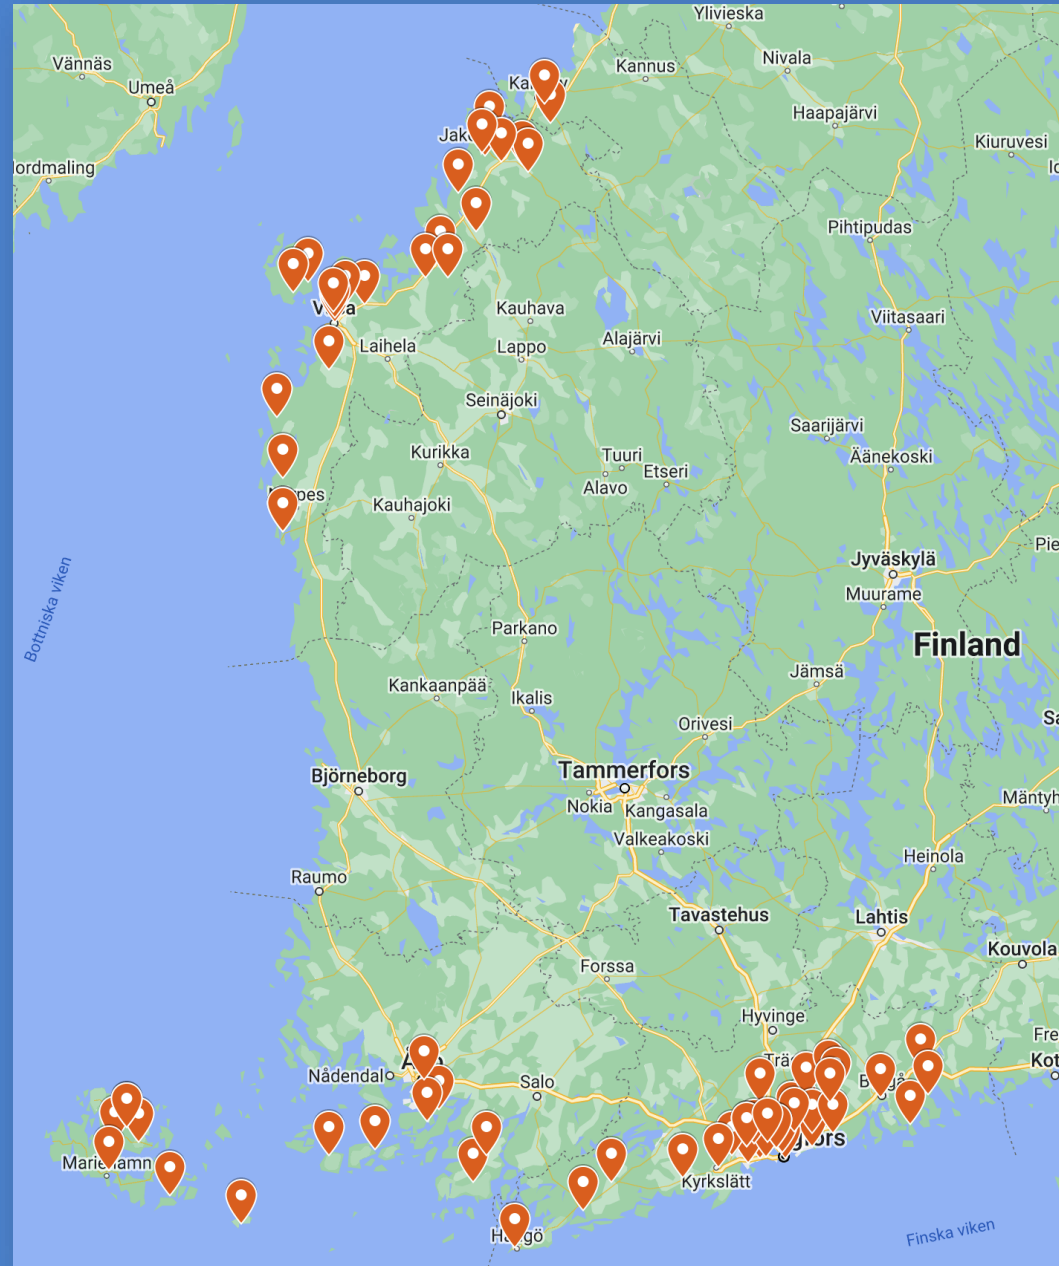 Ylivieska
Vännäs
Kannus
Nivala
Umeå
Haapajärvi
Kiuruvesi
Pihtipudas
Kauhava
Viitasaari
Laihela
Lappo
Alajärvi
Seinäjoki
Saarijärvi
Kurikka
Tuuri
Etseri
Äänekoski
Alavo
Kauhajoki
Jyväskylä
Muurame
Bottniska viken
Parkano
Finland
Jämsä
Kankaanpää
Ikalis
Orivesi
Tammerfors
Björneborg
Nokia
Kangasala
Valkeakoski
Heinola
Raumo
Tavastehus
Lahtis
Kouvola
Forssa
Hyvinge
Nådendal
Salo
Kyrkslätt
Finska viken